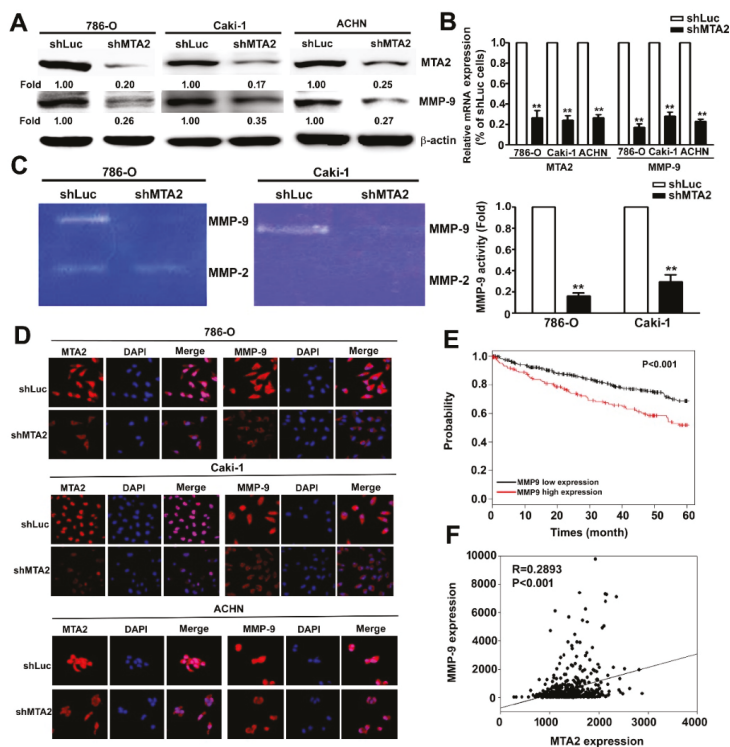 A
786-O
Caki-1
ACHN
shLuc shMTA2 shLuc shMTA2 shLuc shMTA2
MTA2
Fold 1.00 0.20 1.00 0.17 1.00 0.25
MMP-9
Fold 1.00 0.26 1.00 0.35 1.00 0.27
β-actin
B
shLuc
shMTA2
Relative mRNA expression
(% of shLuc cells)
1.0
0.8
0.6
0.4
0.2
0
** ** ** ** ** **
786-O Caki-1 ACHN 786-O Caki-1 ACHN
MTA2 MMP-9
C
786-O
shLuc shMTA2
MMP-9
MMP-2
Caki-1
shLuc shMTA2
MMP-9
MMP-2
shLuc
shMTA2
MMP-9 activity (Fold)
1.0
0.8
0.6
0.4
0.2
0
** **
786-O Caki-1
D
786-O
MTA2 DAPI Merge MMP-9 DAPI Merge
shLuc
shMTA2
Caki-1
MTA2 DAPI Merge MMP-9 DAPI Merge
shLuc
shMTA2
ACHN
MTA2 DAPI Merge MMP-9 DAPI Merge
shLuc
shMTA2
E
P<0.001
Probability
1.0
0.8
0.6
0.4
0.2
0.0
MMP9 low expression
MMP9 high expression
0 10 20 30 40 50 60
Times (month)
F
R=0.2893
P<0.001
MMP-9 expression
10000
8000
6000
4000
2000
0
0 1000 2000 3000 4000
MTA2 expression